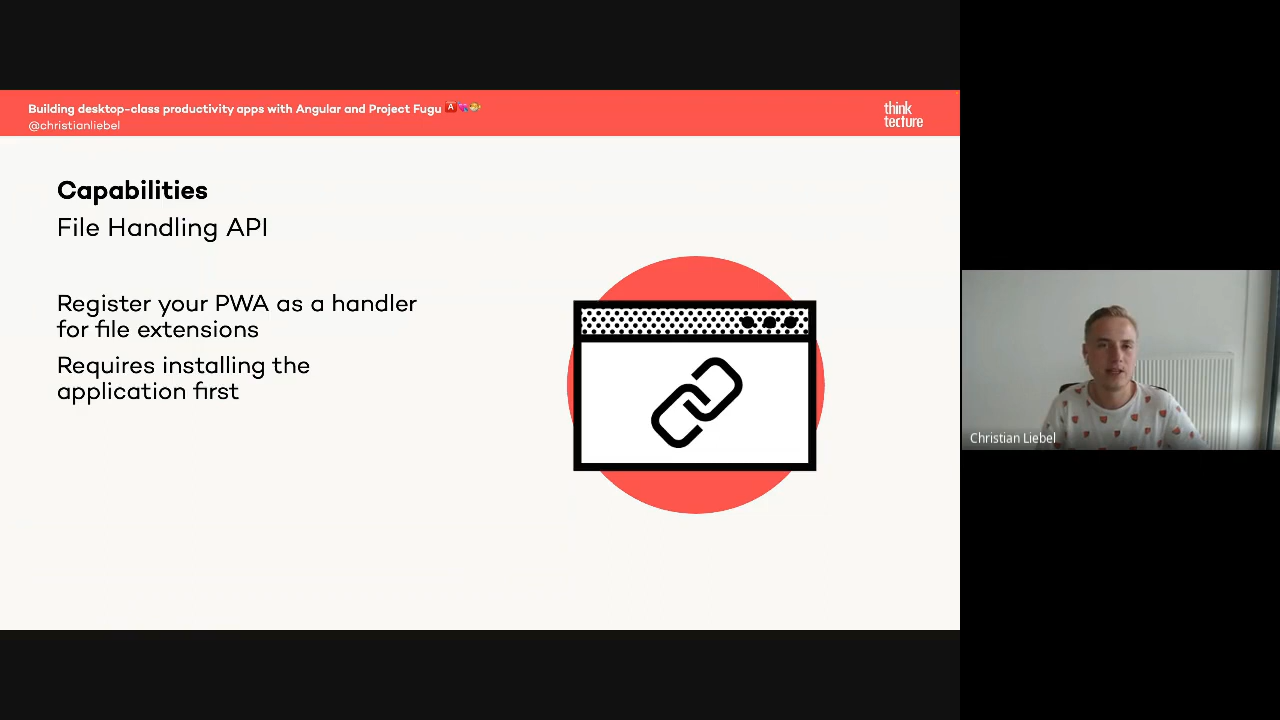 Building desktop-class productivity apps with Angular and Project Fugu
@christianliebel
think
tecture
Capabilities
File Handling API
Register your PWA as a handler
for file extensions
Requires installing the
application first
Christian Liebel